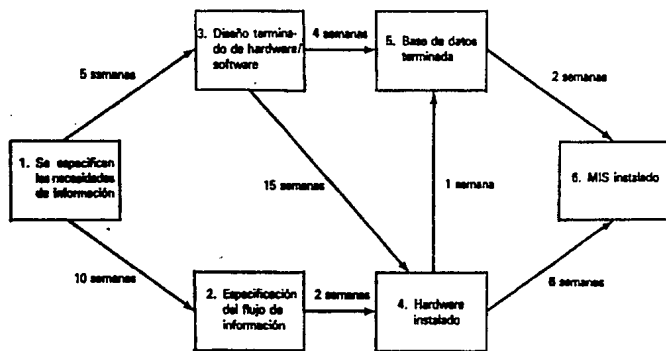 3. Diseño termina-
do de hardware/
software
4 semanas
5. Base de datos
terminada
5 semanas
2 semanas
1. Se especifican
las necesidades
de información
15 semanas
1 semana
6. MIS instalado
10 semanas
2. Especificación
del flujo de
información
2 semanas
4. Hardware
instalado
6 semanas